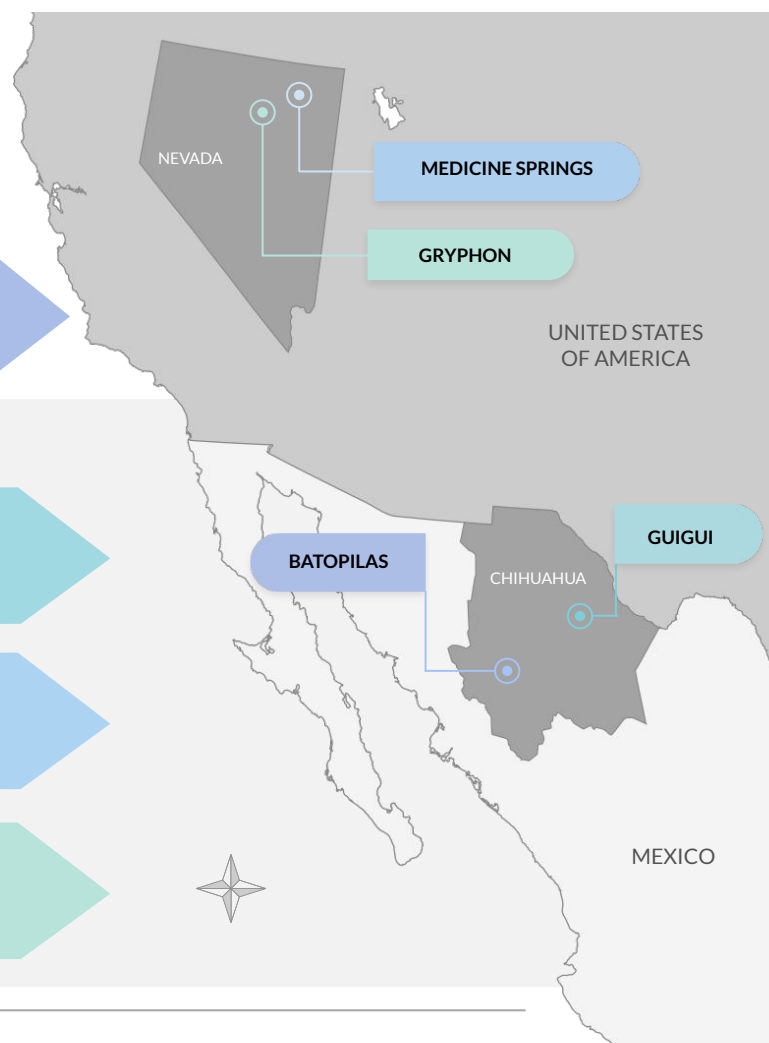 NEVADA
MEDICINE SPRINGS
GRYPHON
UNITED STATES
OF AMERICA
GUIGUI
BATOPILAS
CHIHUAHUA
MEXICO